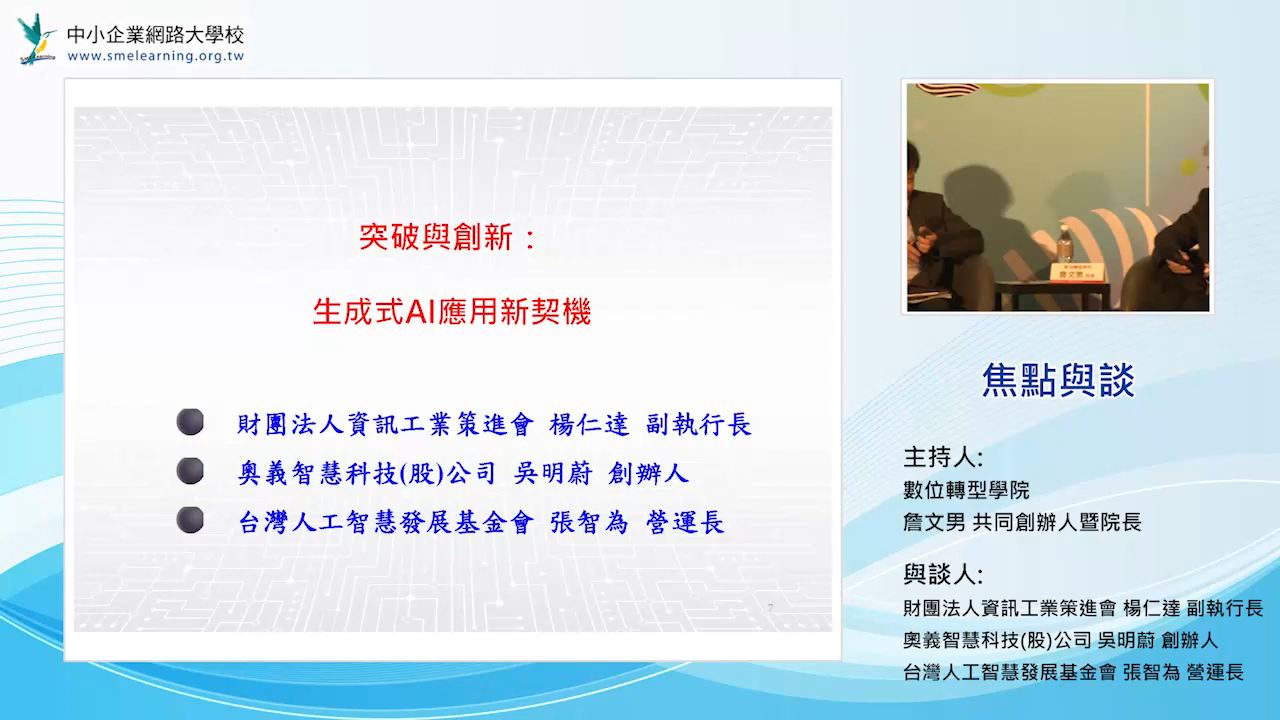 中小企業網路大學校
www.smelearning.org.tw
突破與創新：
生成式AI應用新契機
財團法人資訊工業策進會 楊仁達 副執行長
奧義智慧科技(股)公司 吳明蔚 創辦人
台灣人工智慧發展基金會 張智為 營運長
7
詹文男
焦點與談
主持人:
數位轉型學院
詹文男 共同創辦人暨院長
與談人:
財團法人資訊工業策進會 楊仁達 副執行長
奧義智慧科技(股)公司 吳明蔚 創辦人
台灣人工智慧發展基金會 張智為 營運長